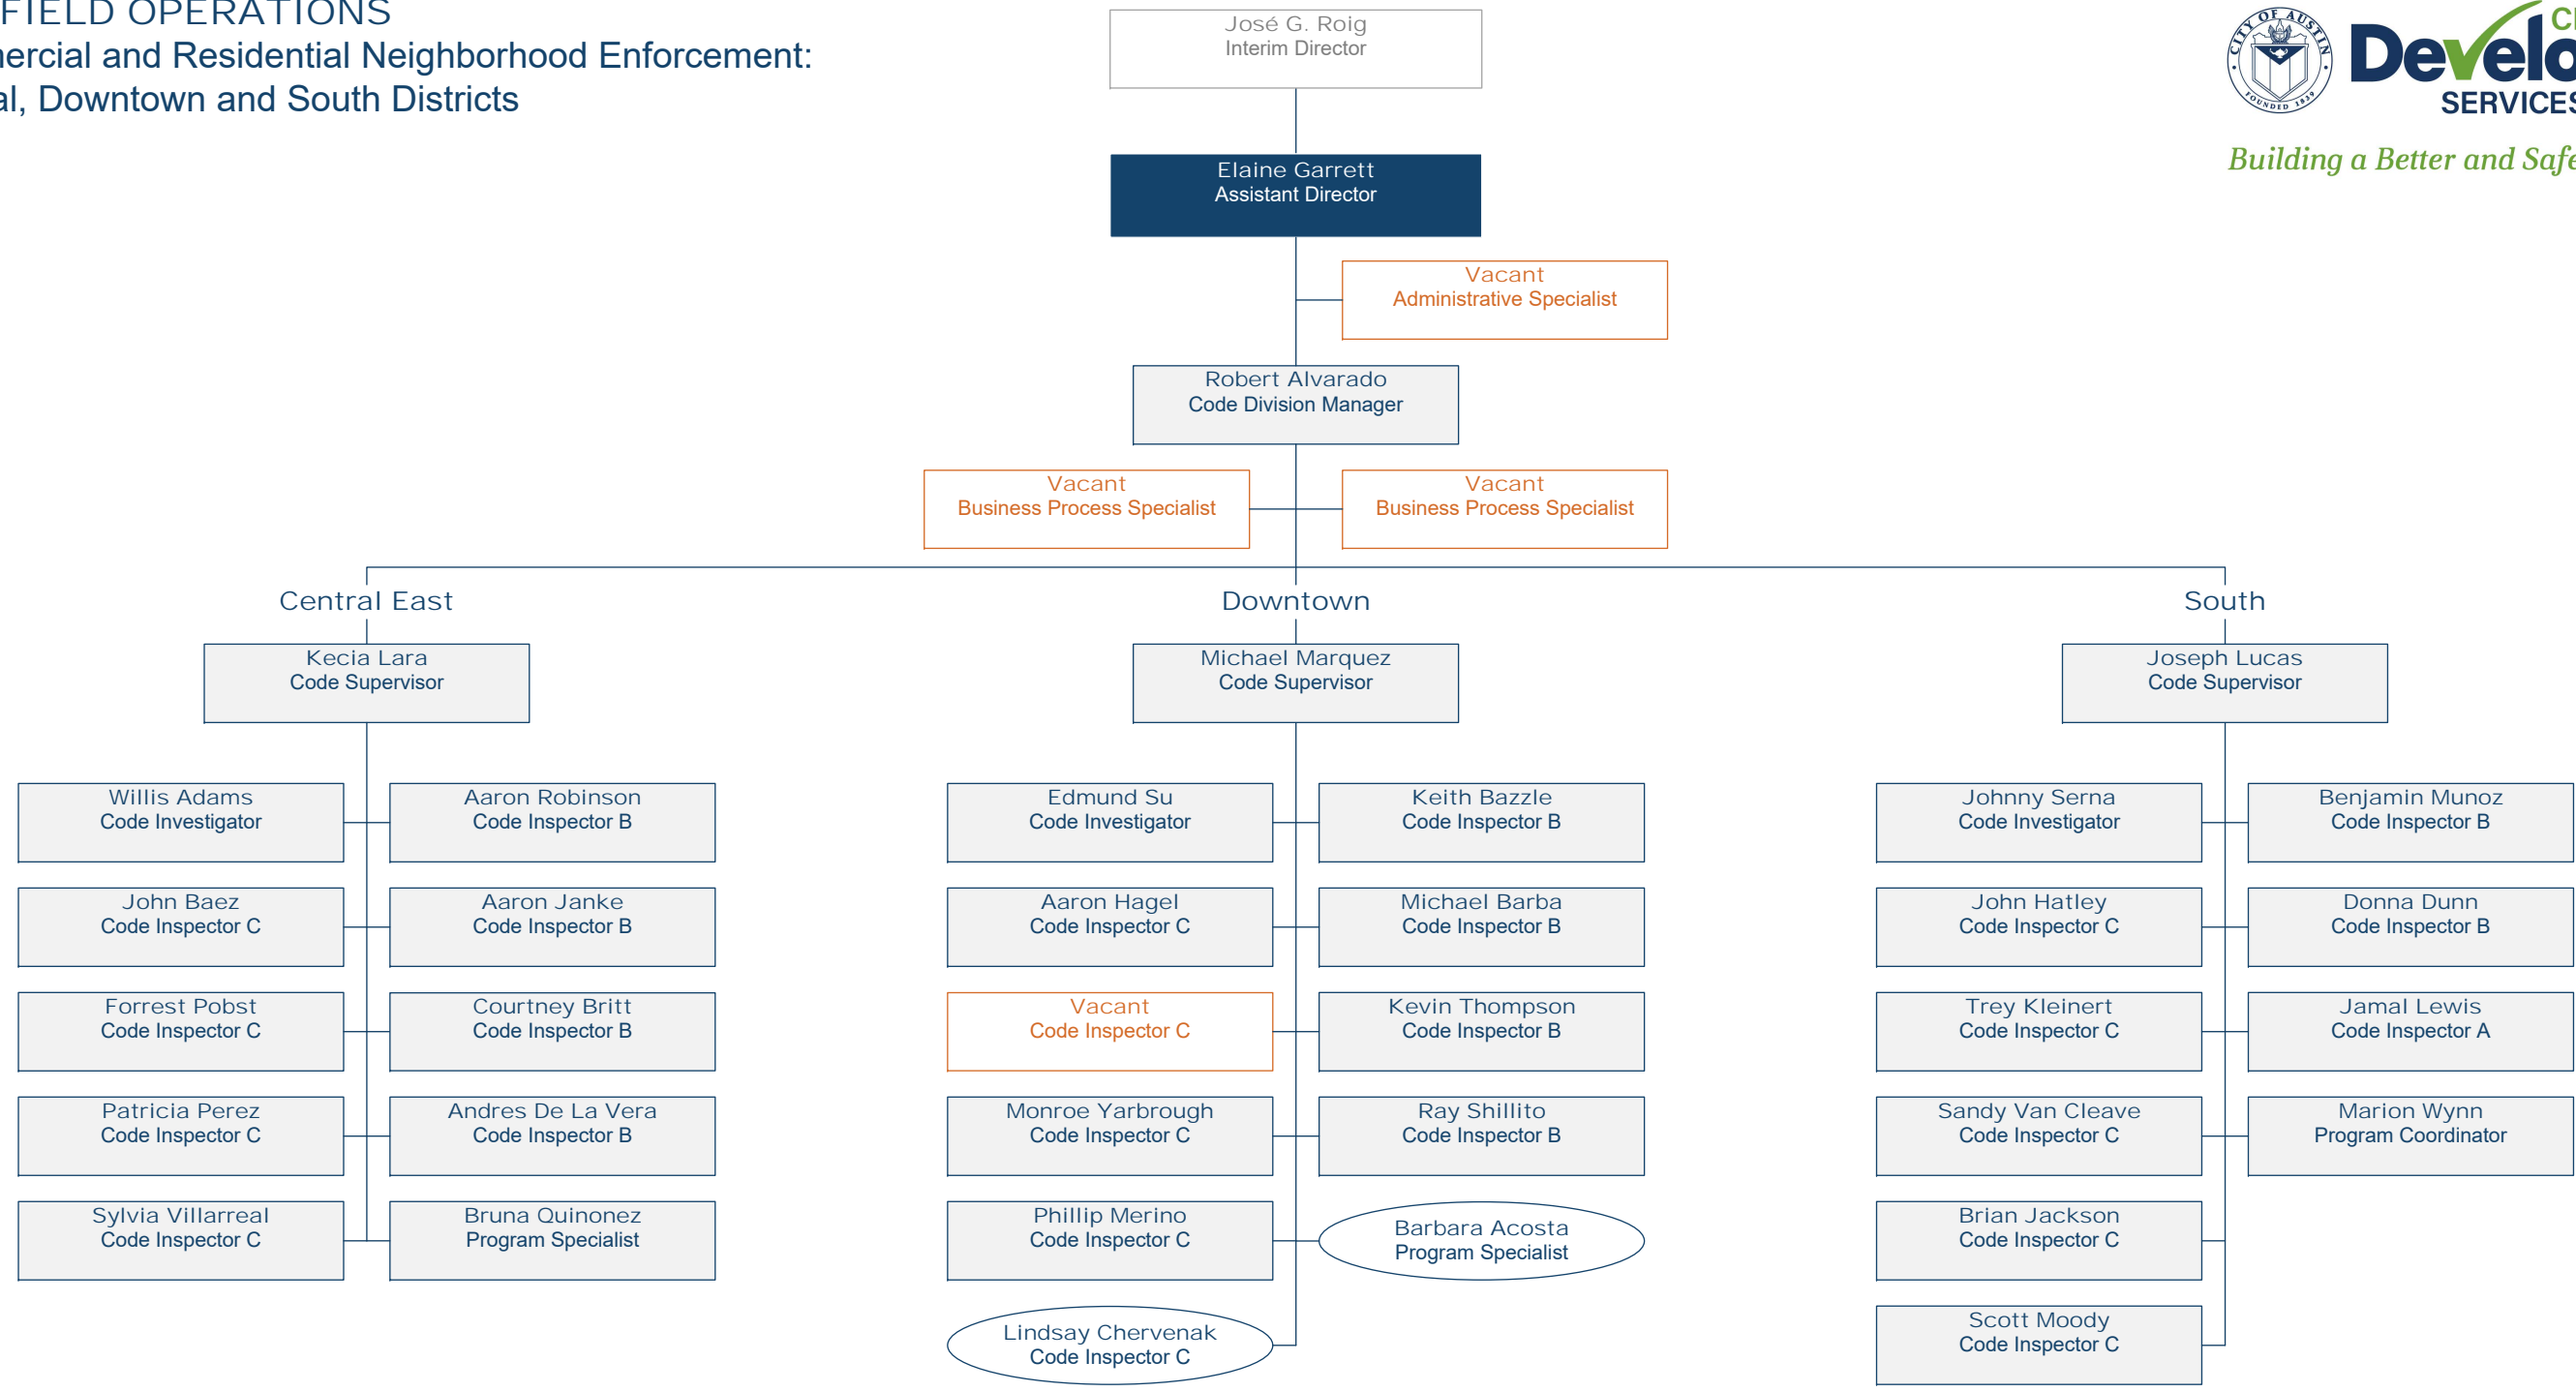 FIELD OPERATIONS
Residential Neighborhood Enforcement:
Downtown and South Districts
José G. Roig
Interim Director
CITY OF AUSTIN
FOUNDED 1839
SERVICES
Building a Better and
Elaine Garrett
Assistant Director
Vacant
Administrative Specialist
Robert Alvarado
Code Division Manager
Vacant
Business Process Specialist
Vacant
Business Process Specialist
Central East
Downtown
South
Kecia Lara
Code Supervisor
Michael Marquez
Code Supervisor
Joseph Lucas
Code Supervisor
Willis Adams
Code Investigator
Aaron Robinson
Code Inspector B
Edmund Su
Code Investigator
Keith Bazzle
Code Inspector B
Johnny Serna
Code Investigator
Benjamin Munoz
Code Inspector B
John Baez
Code Inspector C
Aaron Janke
Code Inspector B
Aaron Hagel
Code Inspector C
Michael Barba
Code Inspector B
John Hatley
Code Inspector C
Donna Dunn
Code Inspector B
Forrest Pobst
Code Inspector C
Courtney Britt
Code Inspector B
Vacant
Code Inspector C
Kevin Thompson
Code Inspector B
Trey Kleinert
Code Inspector C
Jamal Lewis
Code Inspector A
Patricia Perez
Code Inspector C
Andres De La Vera
Code Inspector B
Monroe Yarbrough
Code Inspector C
Ray Shillito
Code Inspector B
Sandy Van Cleave
Code Inspector C
Marion Wynn
Program Coordinator
Sylvia Villarreal
Code Inspector C
Bruna Quinonez
Program Specialist
Phillip Merino
Code Inspector C
Barbara Acosta
Program Specialist
Brian Jackson
Code Inspector C
Lindsay Chervenak
Code Inspector C
Scott Moody
Code Inspector C